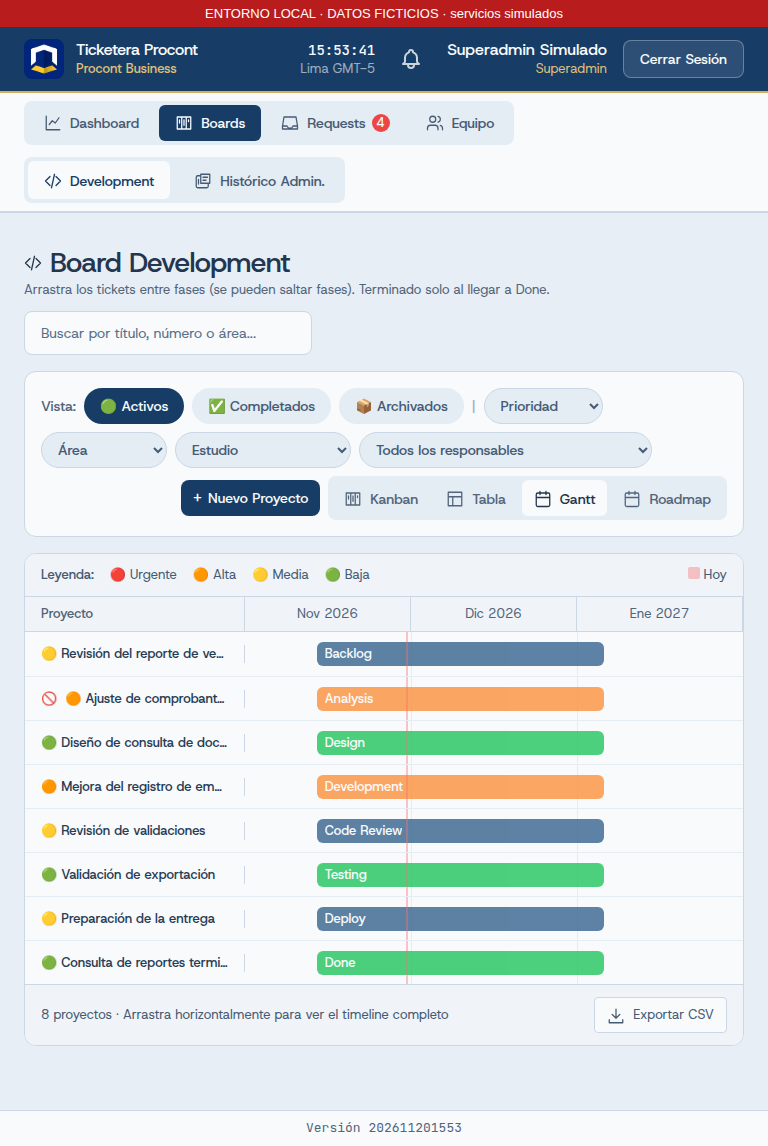 ENTORNO LOCAL · DATOS FICTICIOS · servicios simulados
Ticketera Procont
Procont Business
15:53:41
Lima GMT-5
Superadmin Simulado
Superadmin
Cerrar Sesión
Dashboard
Boards
Requests 4
Equipo
Development
Histórico Admin.
Board Development
Arrastra los tickets entre fases (se pueden saltar fases). Terminado solo al llegar a Done.
Buscar por título, número o área...
Vista: Activos Completados Archivados | Prioridad
Área Estudio Todos los responsables
+ Nuevo Proyecto Kanban Tabla Gantt Roadmap
Leyenda: Urgente Alta Media Baja Hoy
Proyecto Nov 2026 Dic 2026 Ene 2027
Revisión del reporte de ve... Backlog
Ajuste de comprobant... Analysis
Diseño de consulta de doc... Design
Mejora del registro de em... Development
Revisión de validaciones Code Review
Validación de exportación Testing
Preparación de la entrega Deploy
Consulta de reportes termi... Done
8 proyectos · Arrastra horizontalmente para ver el timeline completo
Exportar CSV
Versión 202611201553